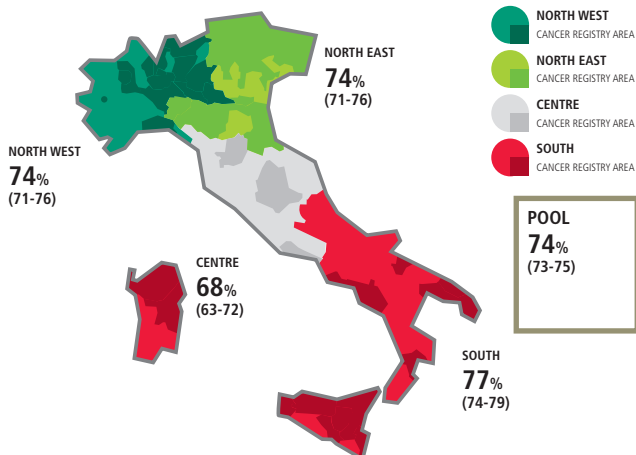 NORTH WEST
CANCER REGISTRY AREA
NORTH EAST
CANCER REGISTRY AREA
CENTRE
CANCER REGISTRY AREA
SOUTH
CANCER REGISTRY AREA
NORTH EAST
74%
(71-76)
NORTH WEST
74%
(71-76)
POOL
74%
(73-75)
CENTRE
68%
(63-72)
SOUTH
77%
(74-79)